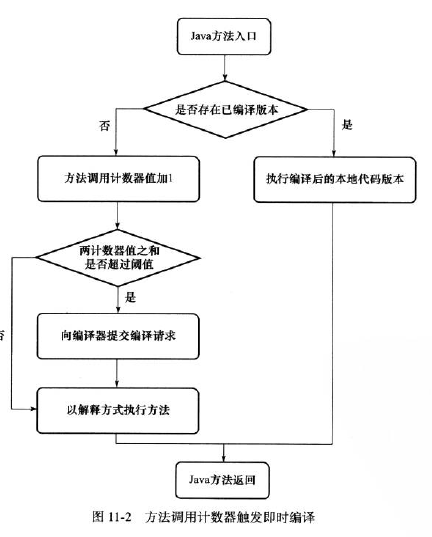 Java方法入口
是否存在已编译版本
否
是
方法调用计数器值加1
执行编译后的本地代码版本
两计数器值之和
是否超过阈值
是
否
向编译器提交编译请求
以解释方式执行方法
Java方法返回
图 11-2 方法调用计数器触发即时编译